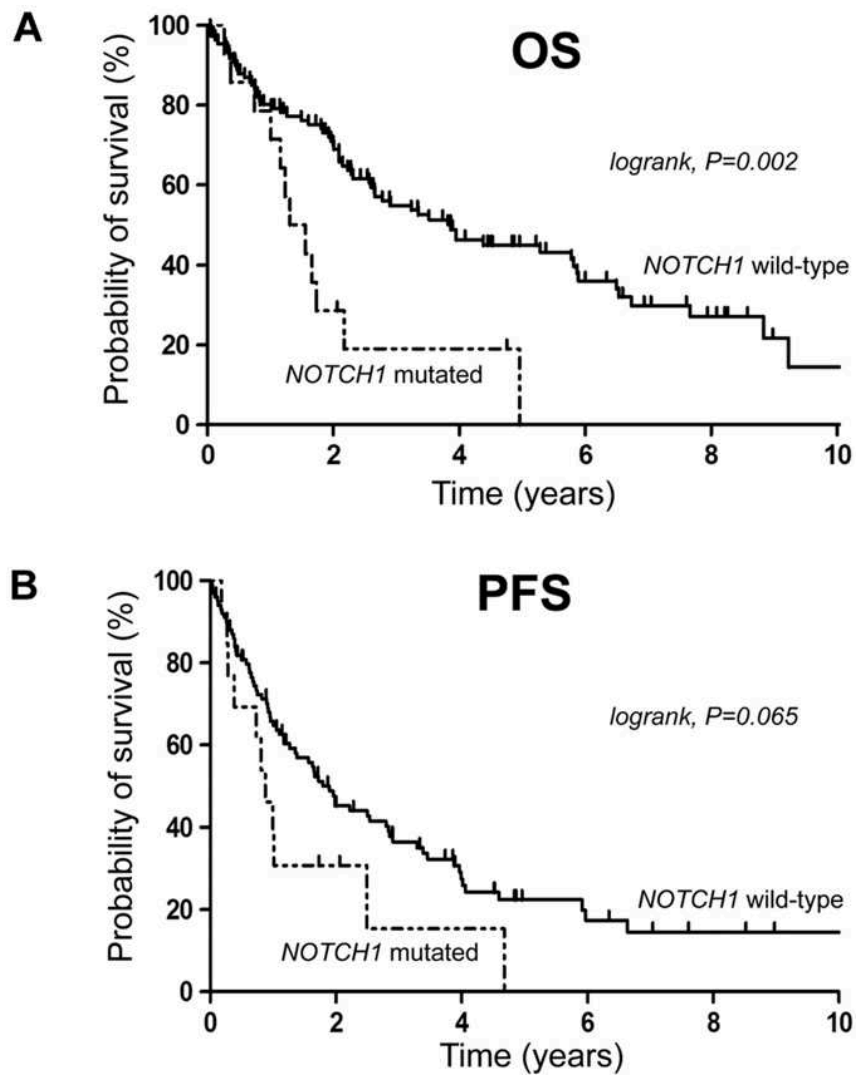 A
OS
Probability of survival (%)
100
80
60
40
20
0
logrank, P=0.002
NOTCH1 wild-type
NOTCH1 mutated
0 2 4 6 8 10
Time (years)
B
PFS
Probability of survival (%)
100
80
60
40
20
0
logrank, P=0.065
NOTCH1 wild-type
NOTCH1 mutated
0 2 4 6 8 10
Time (years)